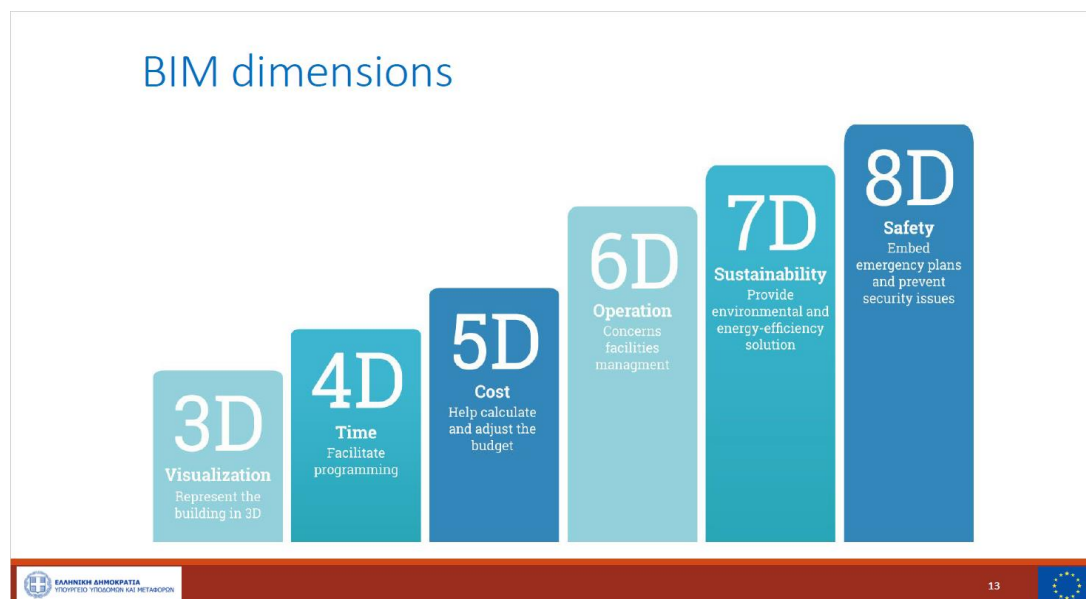 BIM dimensions
3D
Visualization
Represent the
building in 3D
4D
Time
Facilitate
programming
5D
Cost
Help calculate
and adjust the
budget
6D
Operation
Concerns
facilities
managment
7D
Sustainability
Provide
environmental and
energy-efficiency
solution
8D
Safety
Embed
emergency plans
and prevent
security issues
ΕΛΛΗΝΙΚΗ ΔΗΜΟΚΡΑΤΙΑ
ΥΠΟΥΡΓΕΙΟ ΥΠΟΔΟΜΩΝ ΚΑΙ ΜΕΤΑΦΟΡΩΝ
13